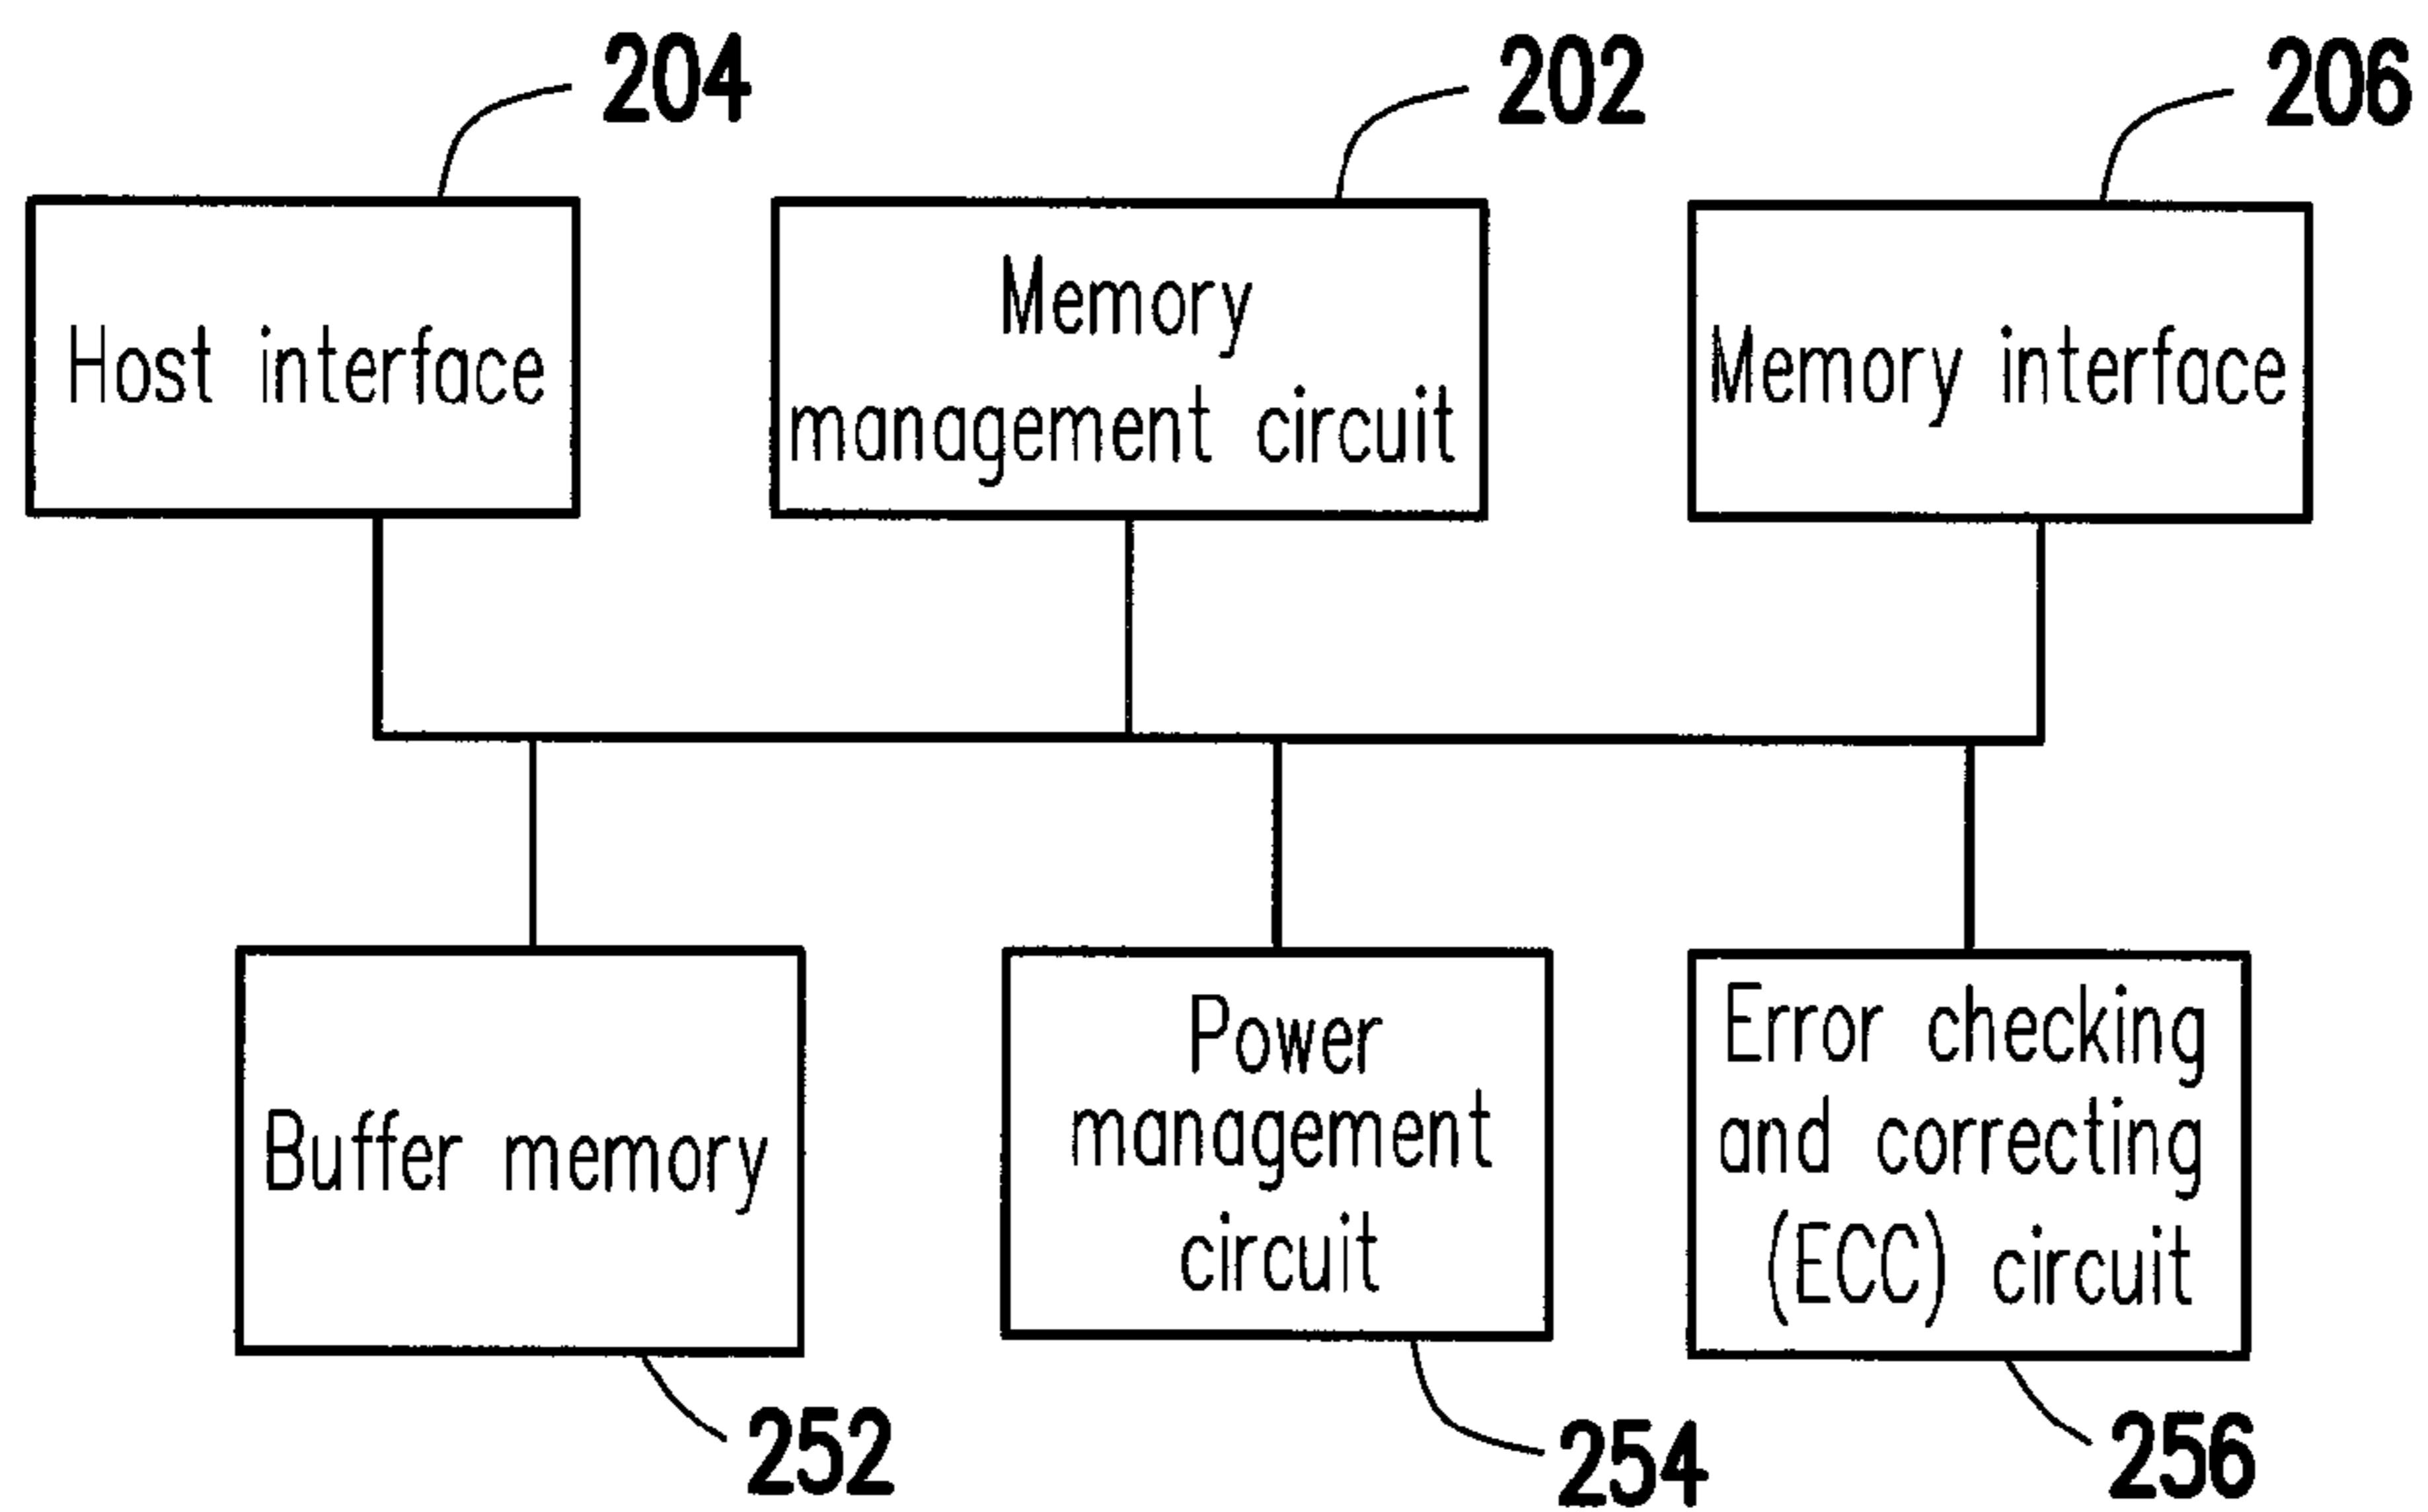 204
202
206
Host interface
Memory
management circuit
Memory interface
Buffer memory
Power
management
circuit
Error checking
and correcting
(ECC) circuit
252
254
256